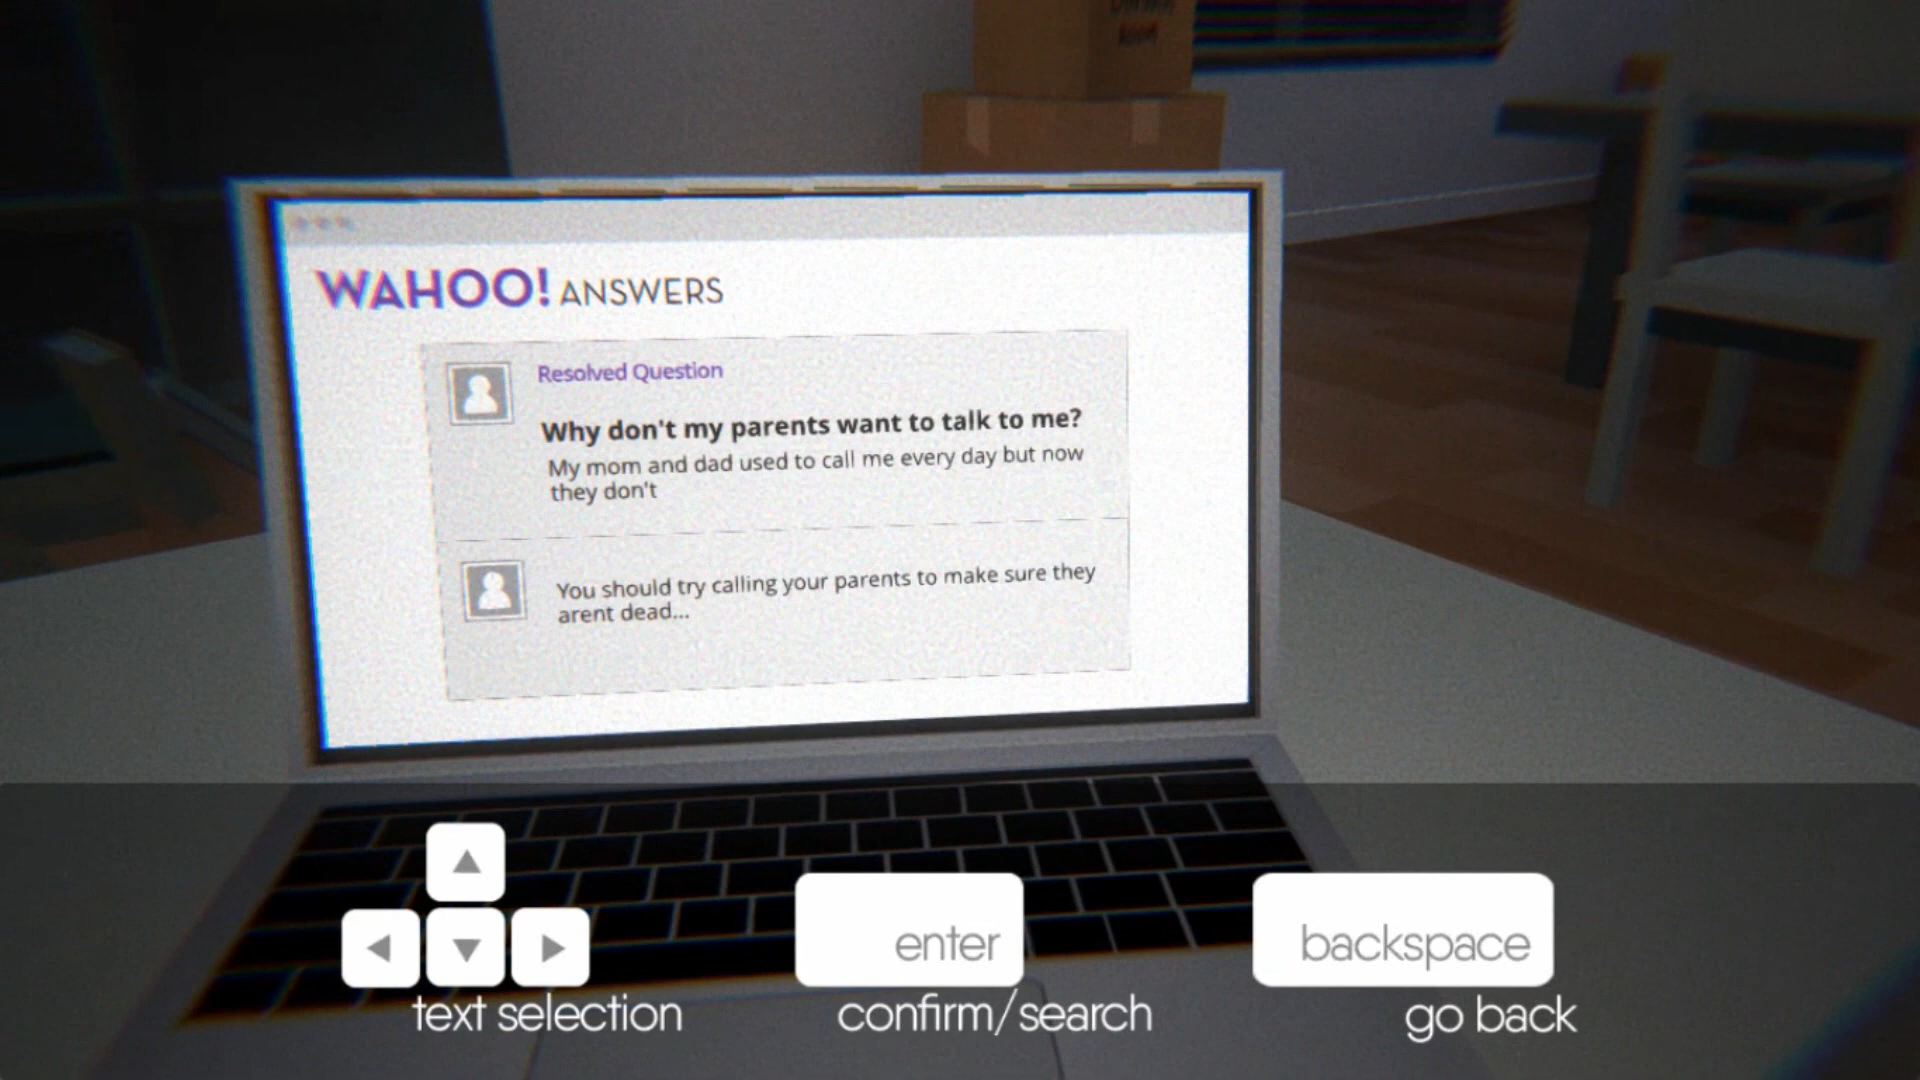 WAHOO! ANSWERS
Resolved Question
Why don't my parents want to talk to me?
My mom and dad used to call me every day but now
they don't
You should try calling your parents to make sure they
arent dead...
enter
backspace
text selection
confirm/search
go back